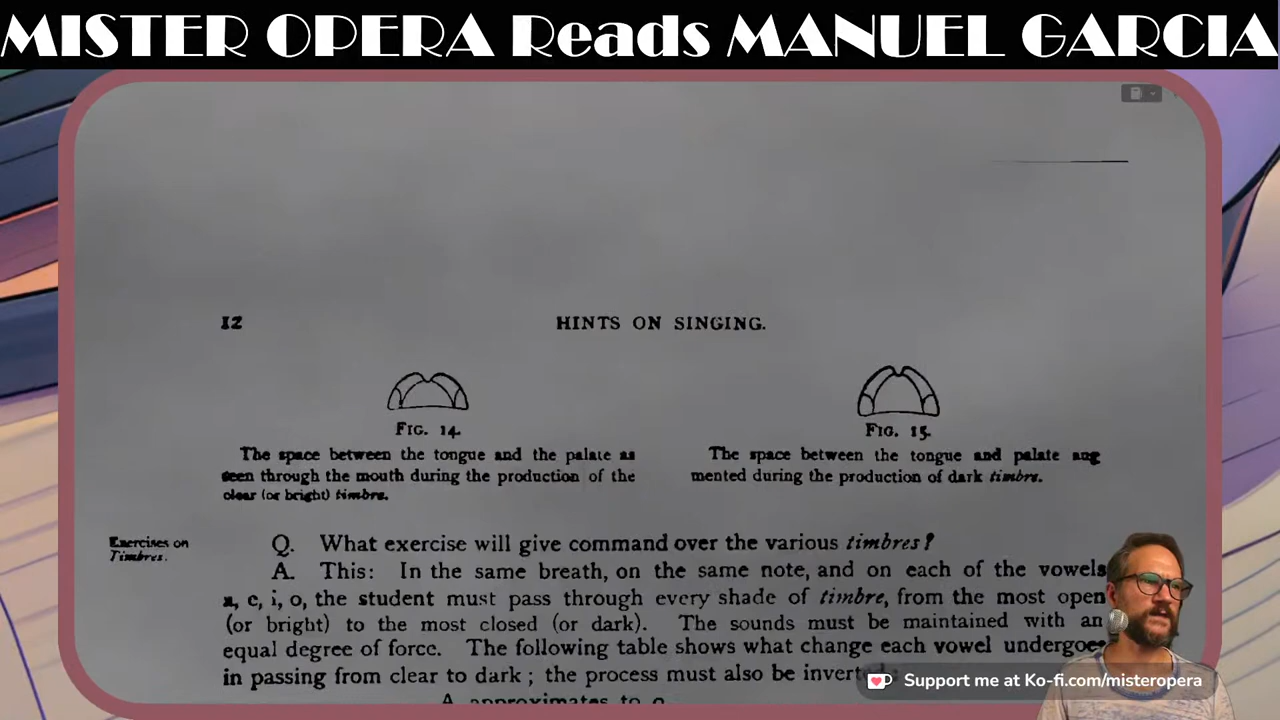 MISTER OPERA Reads MANUEL GARCIA
12
HINTS ON SINGING.
FIG. 14.
FIG. 15.
The space between the tongue and the palate as
seen through the mouth during the production of the
clear (or bright) timbre.
The space between the tongue and palate aug
mented during the production of dark timbre.
Exercises on
Timbres.
Q. What exercise will give command over the various timbres?
A. This: In the same breath, on the same note, and on each of the vowels
a, e, i, o, the student must pass through every shade of timbre, from the most open
(or bright) to the most closed (or dark). The sounds must be maintained with an
equal degree of force. The following table shows what change each vowel undergoes
in passing from clear to dark ; the process must also be inverted
A approximates to o
Support me at Ko-fi.com/misteropera